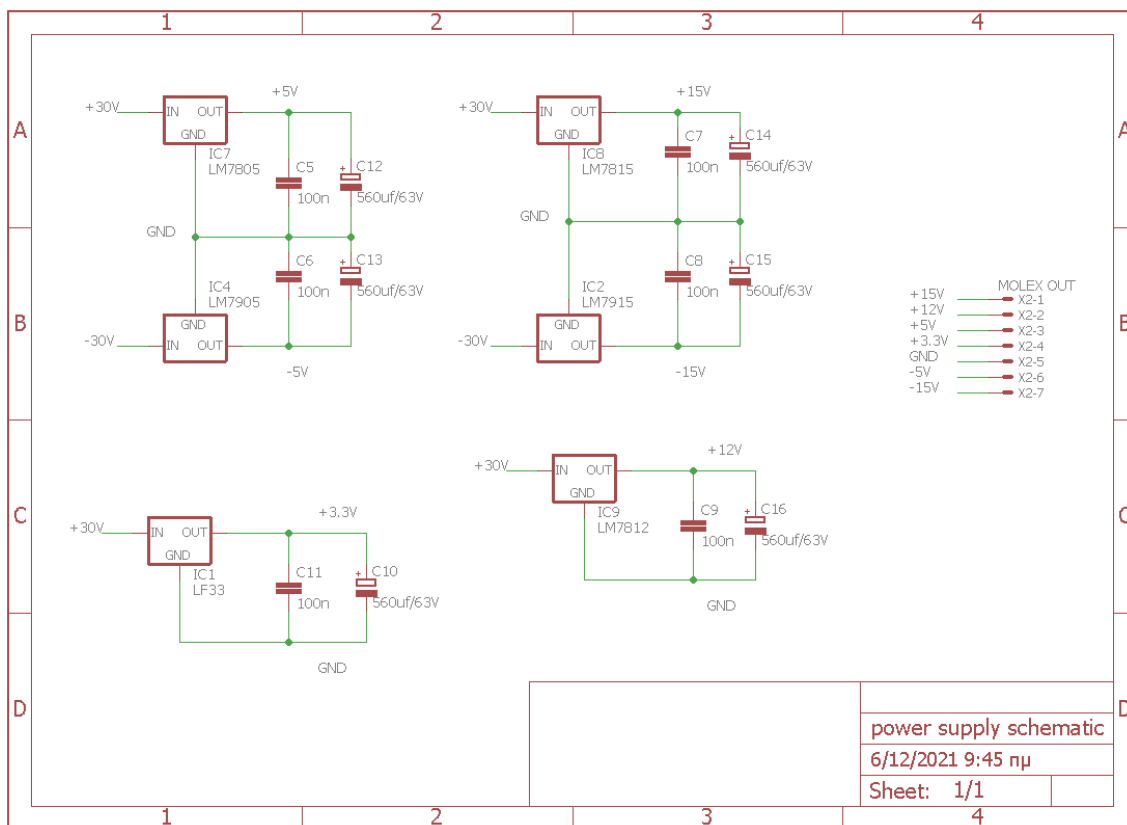 1 2 3 4
A A
B B
C C
D D
1 2 3 4
+30V
IN OUT
GND
+5V
IC7
LM7805
C5
100n
C12
+
560uf/63V
GND
IC4
LM7905
C6
100n
C13
+
560uf/63V
-30V
GND
IN OUT
-5V
+30V
IN OUT
GND
+15V
IC8
LM7815
C7
100n
C14
+
560uf/63V
GND
IC2
LM7915
C8
100n
C15
+
560uf/63V
-30V
GND
IN OUT
-15V
MOLEX OUT
+15V X2-1
+12V X2-2
+5V X2-3
+3.3V X2-4
GND X2-5
-5V X2-6
-15V X2-7
+30V
IN OUT
GND
+3.3V
IC1
LF33
C11
100n
C10
+
560uf/63V
GND
+30V
IN OUT
GND
+12V
IC9
LM7812
C9
100n
C16
+
560uf/63V
GND
power supply schematic
6/12/2021 9:45 πμ
Sheet: 1/1